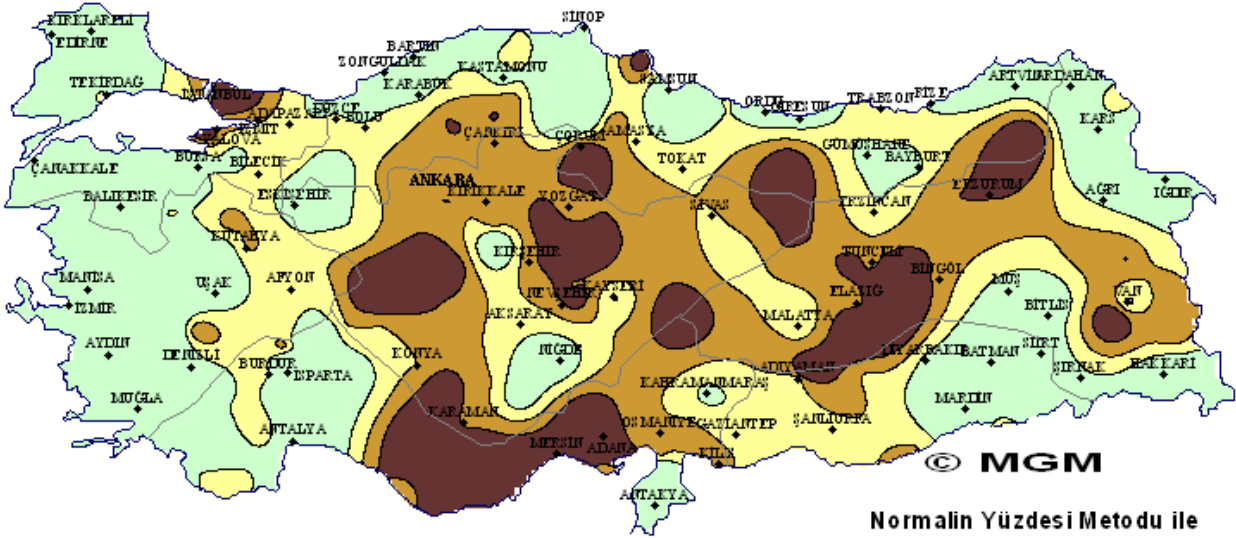 SİNOP
KIRKLARELİ
EDİRNE
BARTIN
ZONGULDAK
KASTAMONU
TEKİRDAĞ
KARABÜK
SAMSUN
ARTVİN ARDAHAN
İSTANBUL
RİZE
ORDU GİRESUN
TRABZON
ADAPAZARI
DÜZCE
BOLU
İZMİT
KARS
YALOVA
ÇANKIRI
ÇORUM
AMASYA
GÜMÜŞHANE
BURSA
BİLECİK
TOKAT
BAYBURT
ÇANAKKALE
ANKARA
KIRIKKALE
ERZURUM
AĞRI
IĞDIR
BALIKESİR
ESKİŞEHİR
YOZGAT
SİVAS
ERZİNCAN
KÜTAHYA
KIRŞEHİR
TUNCELİ
MANİSA
UŞAK
AFYON
BİNGÖL
MUŞ
NEVŞEHİR
KAYSERİ
ELAZIĞ
VAN
İZMİR
BİTLİS
AKSARAY
MALATYA
AYDIN
DENİZLİ
BURDUR
ISPARTA
KONYA
NİĞDE
ADIYAMAN
DİYARBAKIR
BATMAN
SİİRT
ŞIRNAK
HAKKARİ
KAHRAMANMARAŞ
MUĞLA
KARAMAN
MARDİN
ANTALYA
OSMANİYE
GAZİANTEP
ŞANLIURFA
MERSİN
ADANA
KİLİS
© MGM
ANTAKYA
Normalin Yüzdesi Metodu ile